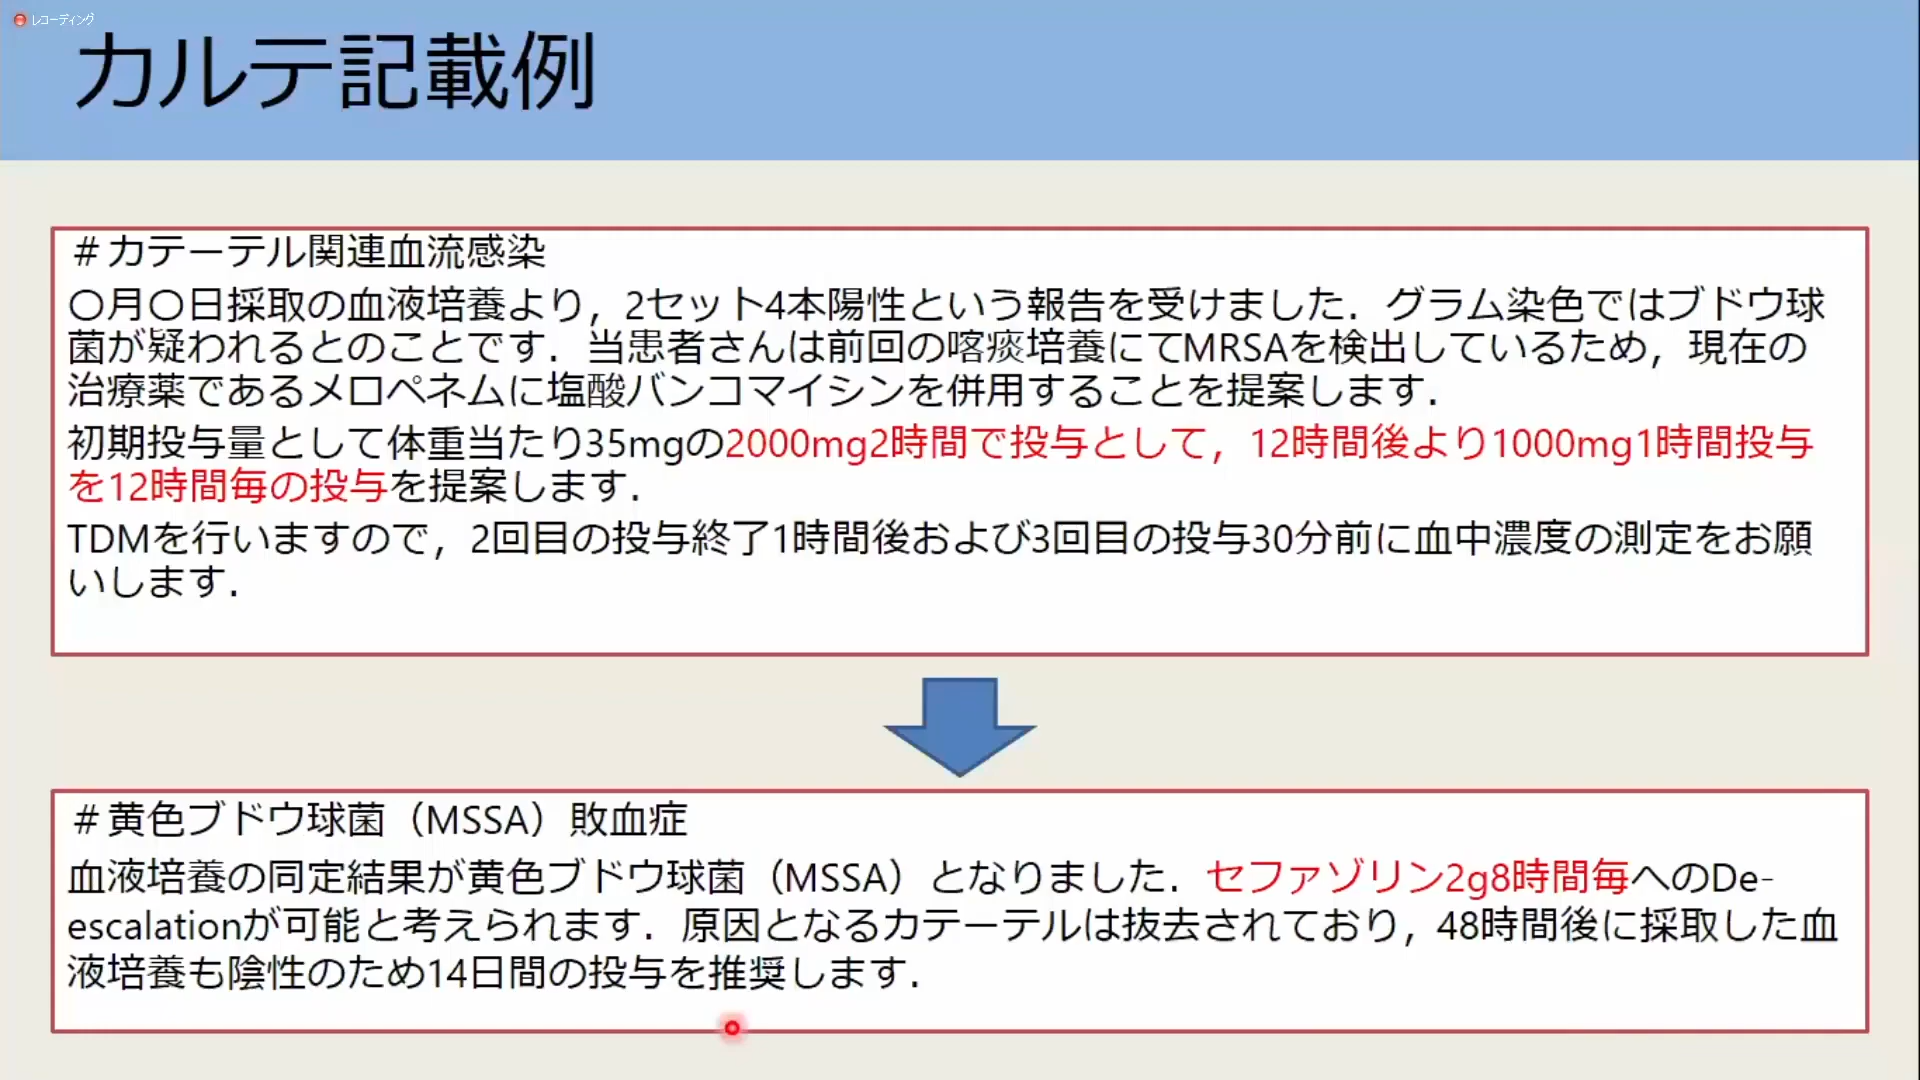 レコーディング
カルテ記載例
＃カテーテル関連血流感染
〇月〇日採取の血液培養より，2セット4本陽性という報告を受けました．グラム染色ではブドウ球
菌が疑われるとのことです．当患者さんは前回の喀痰培養にてMRSAを検出しているため，現在の
治療薬であるメロペネムに塩酸バンコマイシンを併用することを提案します．
初期投与量として体重当たり35mgの2000mg2時間で投与として，12時間後より1000mg1時間投与
を12時間毎の投与を提案します．
TDMを行いますので，2回目の投与終了1時間後および3回目の投与30分前に血中濃度の測定をお願
いします．
＃黄色ブドウ球菌（MSSA）敗血症
血液培養の同定結果が黄色ブドウ球菌（MSSA）となりました．セファゾリン2g8時間毎へのDe-
escalationが可能と考えられます．原因となるカテーテルは抜去されており，48時間後に採取した血
液培養も陰性のため14日間の投与を推奨します．